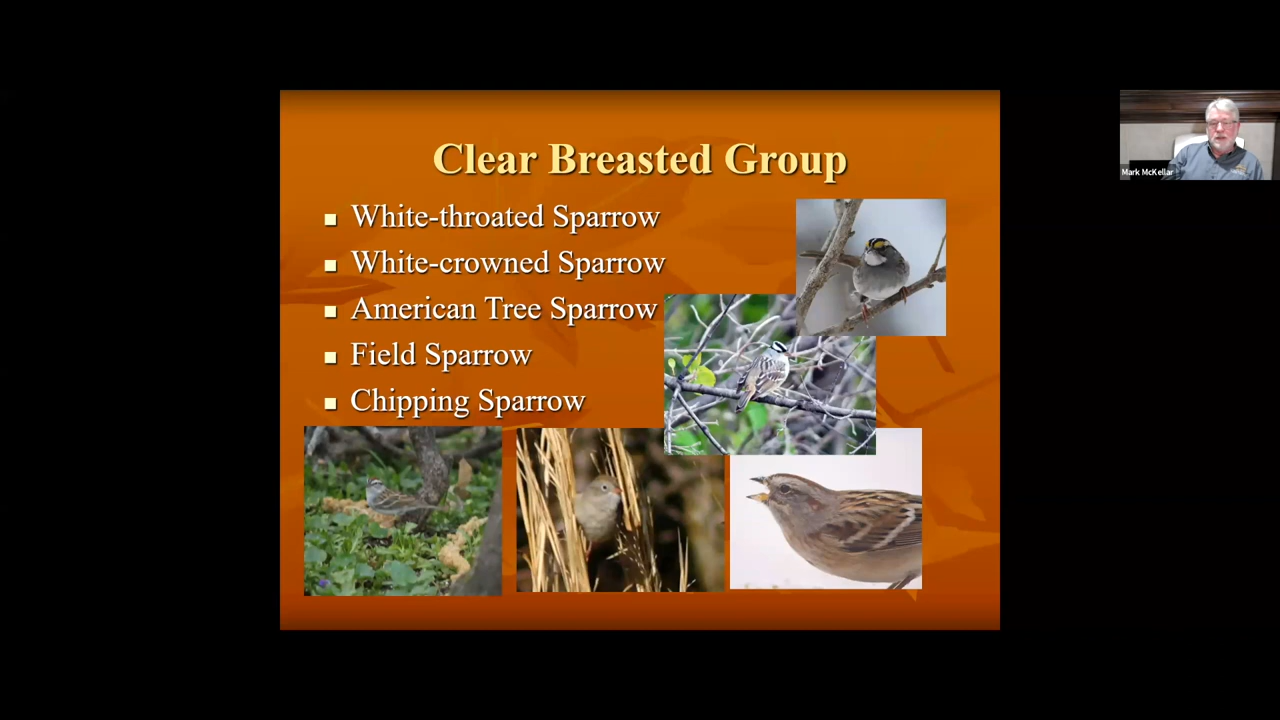 Clear Breasted Group
White-throated Sparrow
White-crowned Sparrow
American Tree Sparrow
Field Sparrow
Chipping Sparrow
Mark McKellar